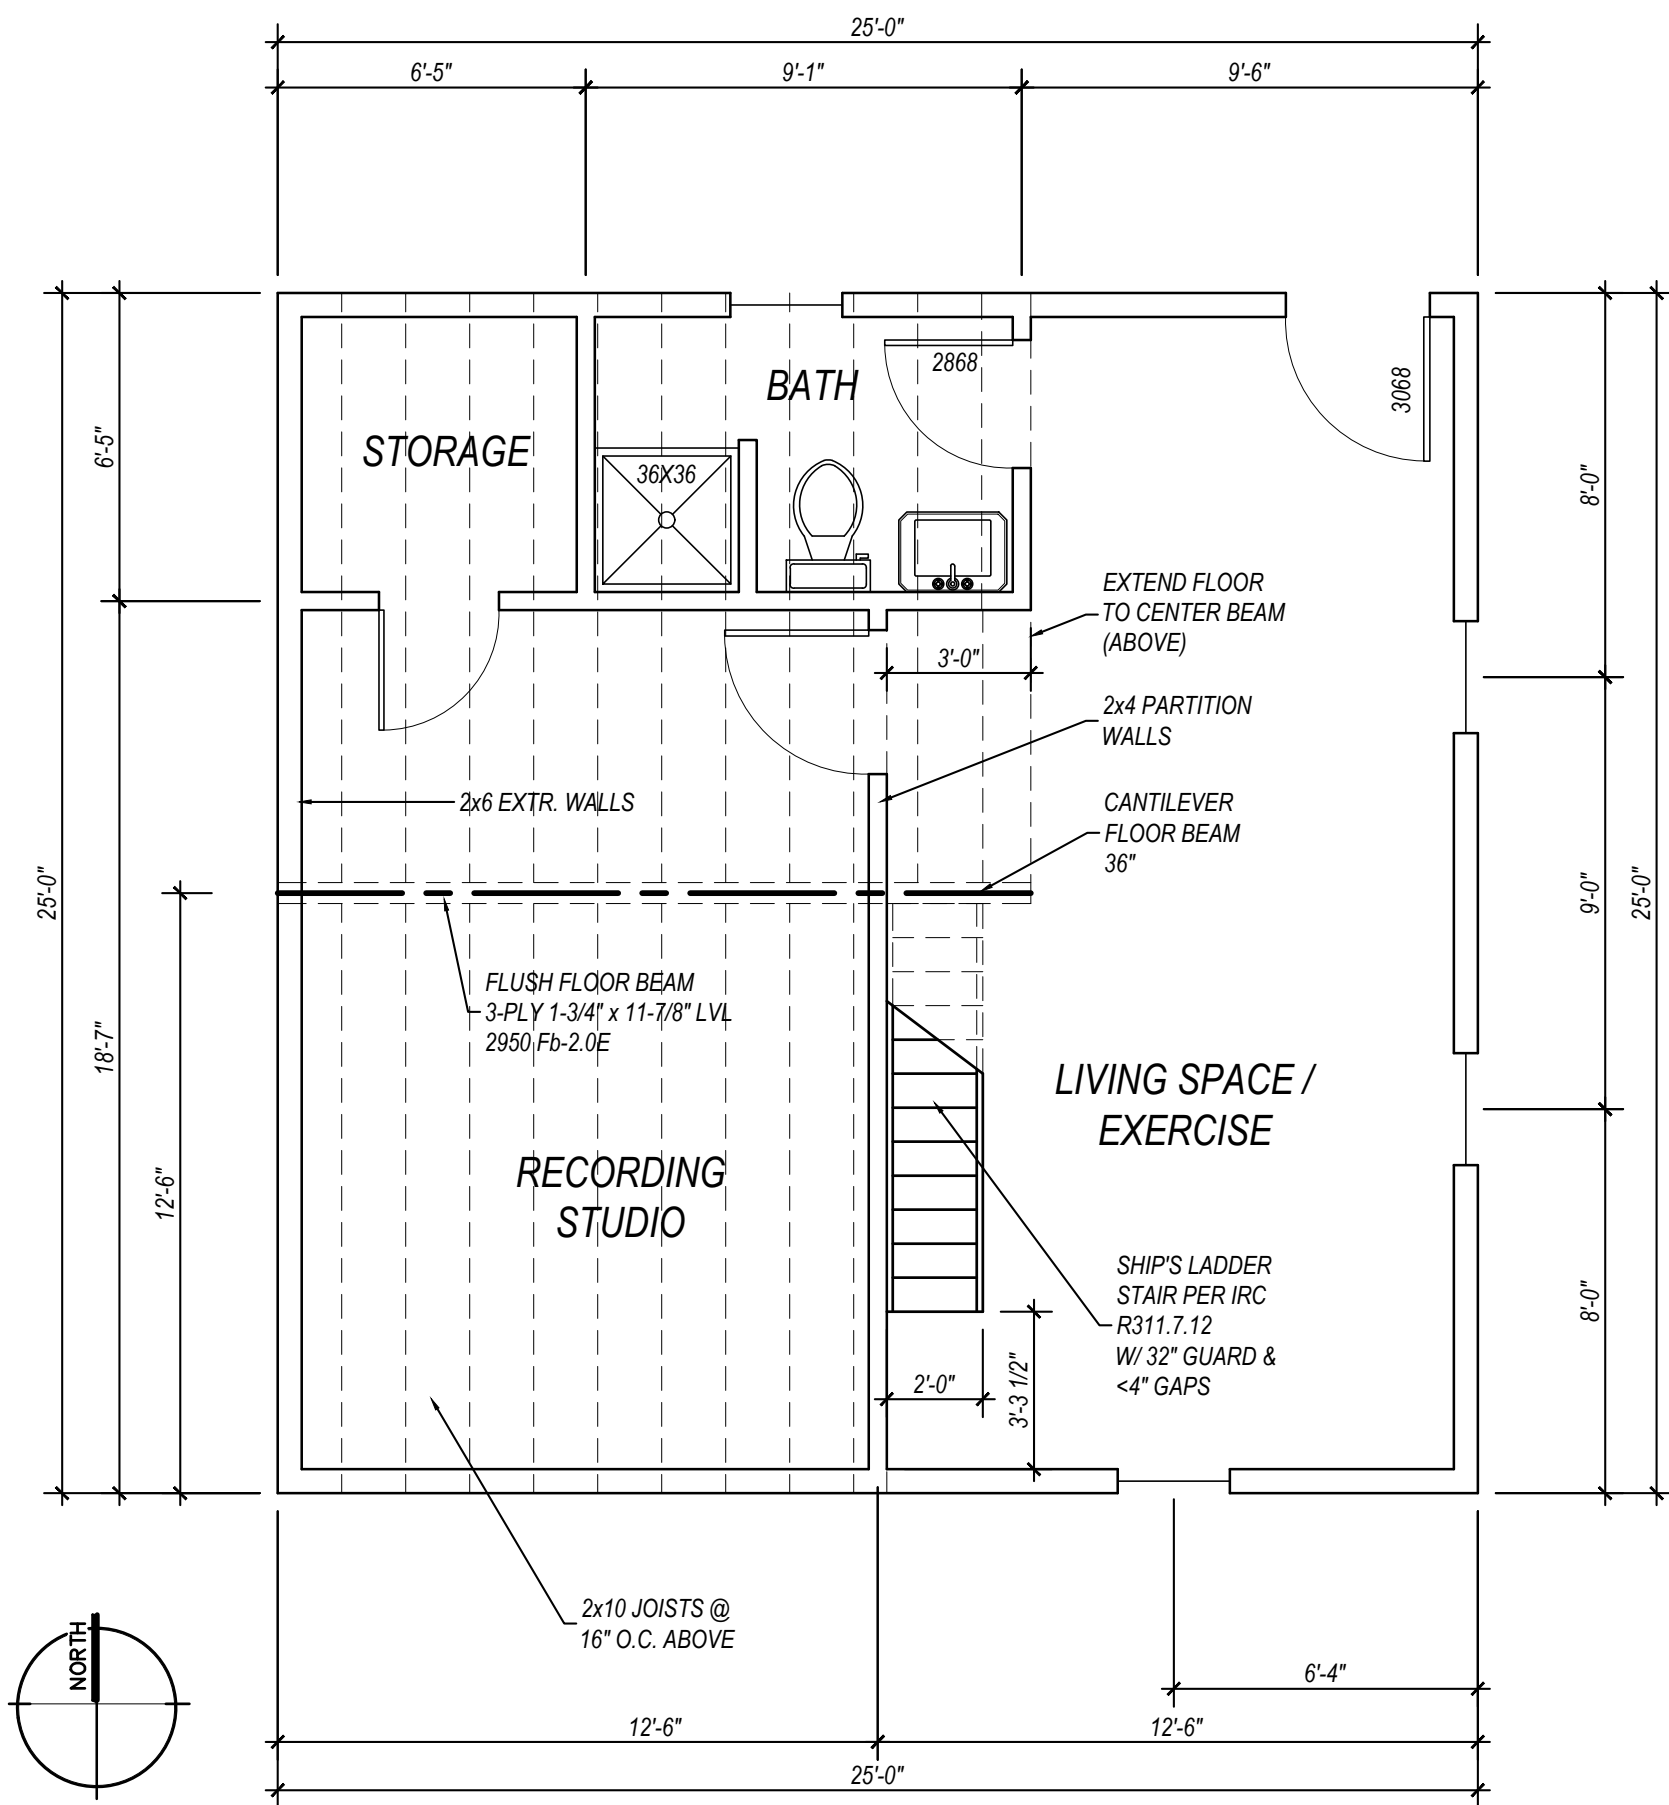 25'-0"
6'-5"
9'-1"
9'-6"
2868
BATH
3068
STORAGE
36X36
6'-5"
8'-0"
EXTEND FLOOR
TO CENTER BEAM
(ABOVE)
3'-0"
2x4 PARTITION
WALLS
2x6 EXTR. WALLS
CANTILEVER
FLOOR BEAM
36"
25'-0"
9'-0"
25'-0"
FLUSH FLOOR BEAM
3-PLY 1-3/4" x 11-7/8" LVL
2950 Fb-2.0E
18'-7"
LIVING SPACE /
EXERCISE
12'-6"
RECORDING
STUDIO
SHIP'S LADDER
STAIR PER IRC
R311.7.12
W/ 32" GUARD &
<4" GAPS
8'-0"
2'-0"
3'-3 1/2"
2x10 JOISTS @
16" O.C. ABOVE
NORTH
6'-4"
12'-6"
12'-6"
25'-0"